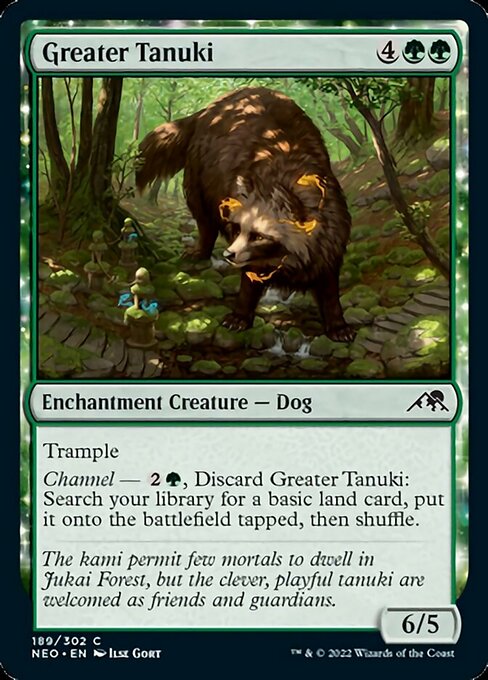 Greater Tanuki 4
Enchantment Creature — Dog
Trample
Channel — 2, Discard Greater Tanuki:
Search your library for a basic land card, put
it onto the battlefield tapped, then shuffle.
The kami permit few mortals to dwell in
Jukai Forest, but the clever, playful tanuki are
welcomed as friends and guardians.
6/5
189/302 C
NEO • EN Ilse Gort
™ & © 2022 Wizards of the Coast